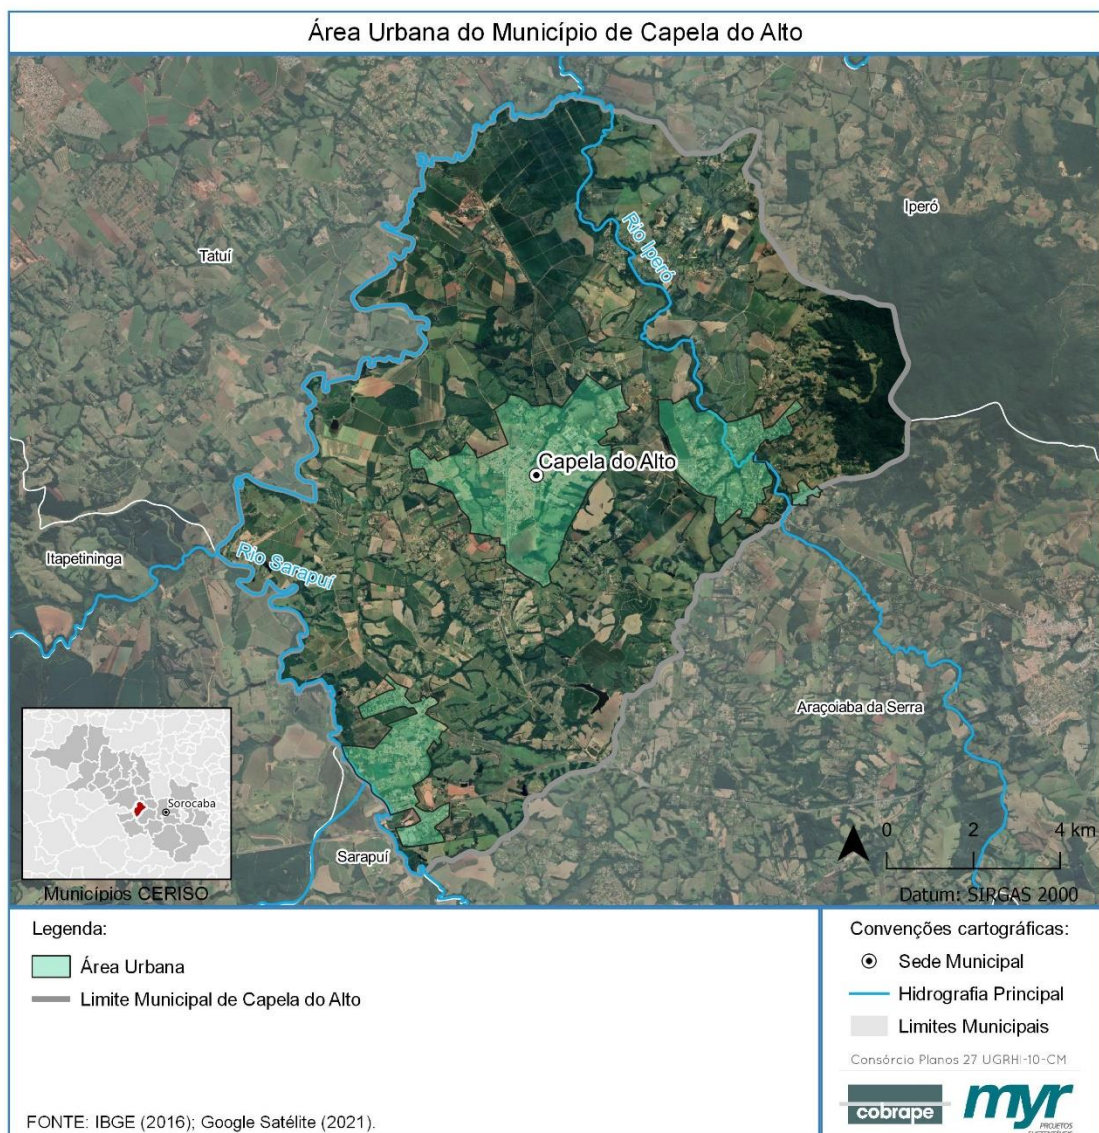 Área Urbana do Município de Capela do Alto
Iperó
Tatuí
Rio Iperó
Capela do Alto
Itapetininga
Rio Sarapuí
Araçoiaba da Serra
Sorocaba
Sarapuí
0 2 4 km
Municípios CERISO
Datum: SIRGAS 2000
Legenda:
Área Urbana
Limite Municipal de Capela do Alto
FONTE: IBGE (2016); Google Satélite (2021).
Convenções cartográficas:
Sede Municipal
Hidrografia Principal
Limites Municipais
Consórcio Planos 27 UGRHI-10-CM
cobrape
myr
PROJETOS